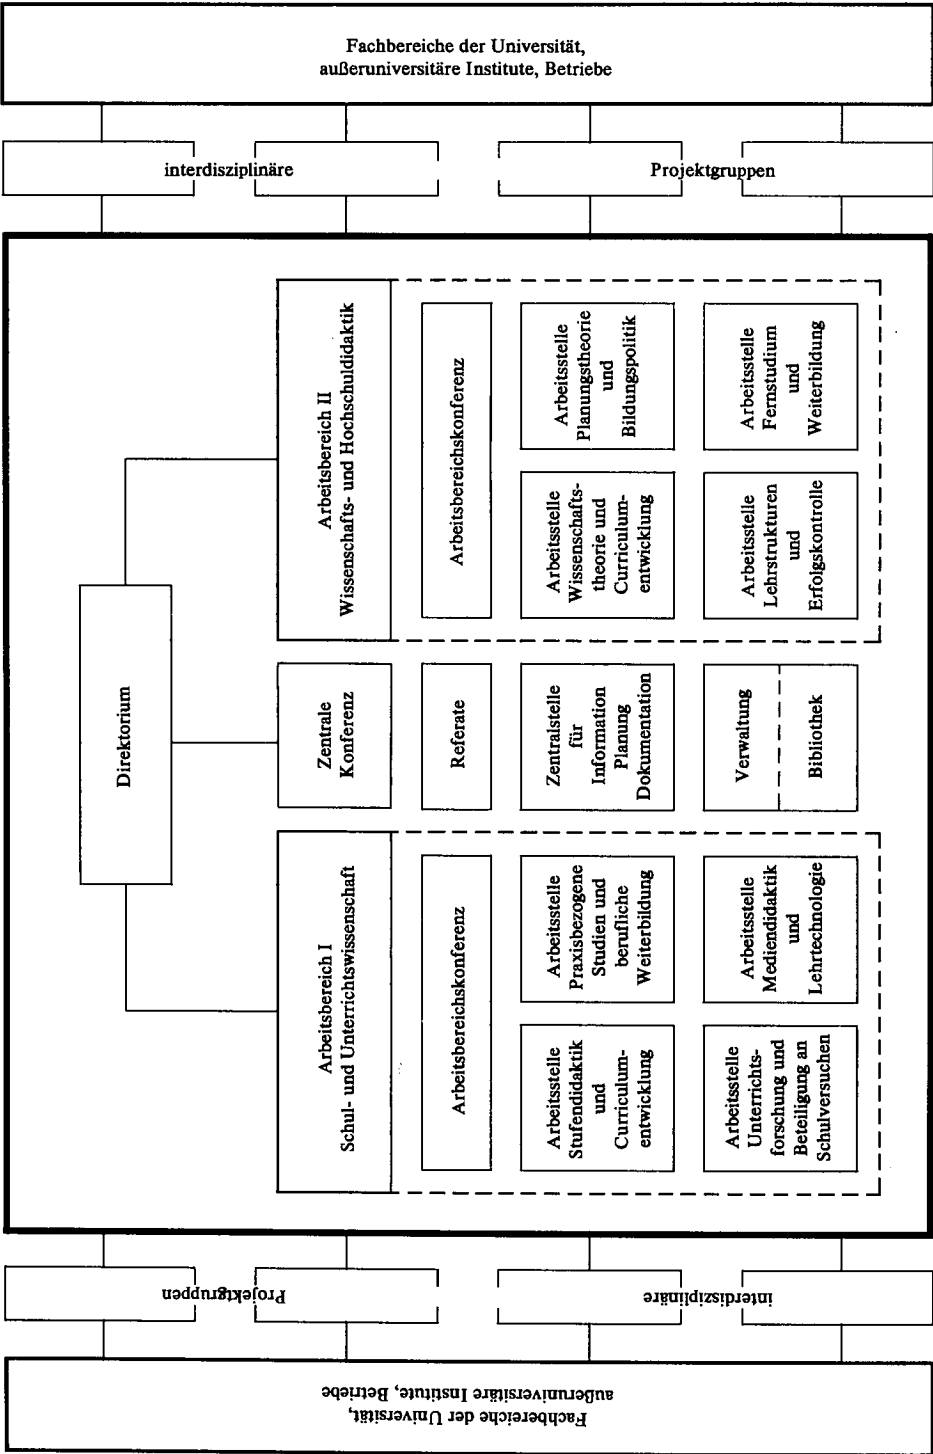 Fachbereiche der Universität,
außeruniversitäre Institute, Betriebe
interdisziplinäre
Projektgruppen
Direktorium
Arbeitsbereich I
Schul- und Unterrichtswissenschaft
Zentrale
Konferenz
Arbeitsbereich II
Wissenschafts- und Hochschuldidaktik
Arbeitsbereichskonferenz
Referate
Arbeitsbereichskonferenz
Arbeitsstelle
Stufendidaktik
und
Curriculum-
entwicklung
Arbeitsstelle
Praxisbezogene
Studien und
berufliche
Weiterbildung
Zentralstelle
für
Information
Planung
Dokumentation
Arbeitsstelle
Wissenschafts-
theorie und
Curriculum-
entwicklung
Arbeitsstelle
Planungstheorie
und
Bildungspolitik
Arbeitsstelle
Unterrichts-
forschung und
Beteiligung an
Schulversuchen
Arbeitsstelle
Mediendidaktik
und
Lehrtechnologie
Verwaltung
Bibliothek
Arbeitsstelle
Lehrstrukturen
und
Erfolgskontrolle
Arbeitsstelle
Fernstudium
und
Weiterbildung
interdisziplinäre
Projektgruppen
Fachbereiche der Universität,
außeruniversitäre Institute, Betriebe